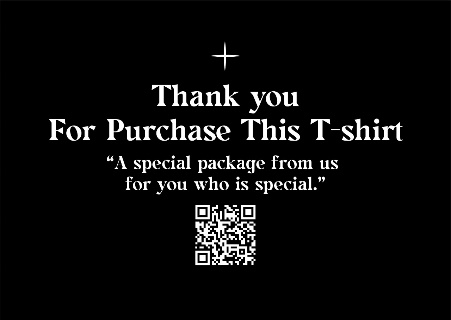 Thank you
For Purchase This T-shirt
“A special package from us
for you who is special.”